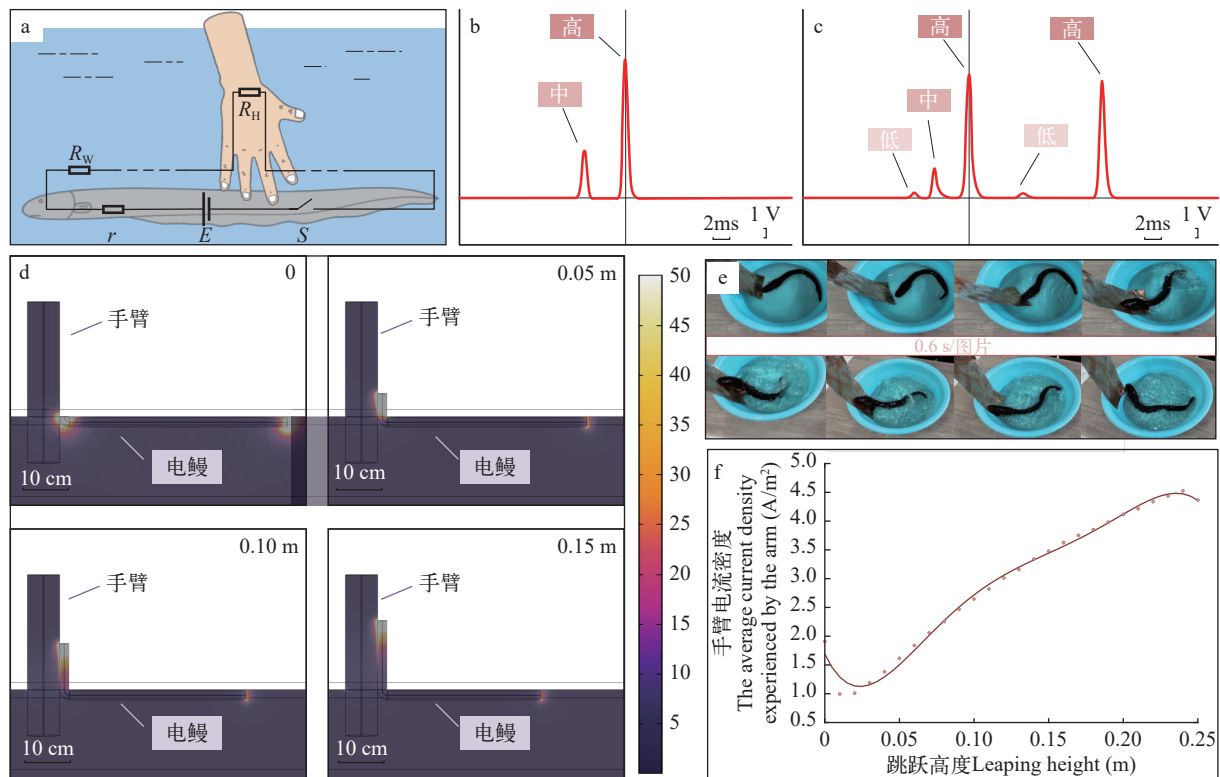 a
R_H
R_W
r
E
S
b
高
中
2ms
1 V
c
高
高
中
低
低
2ms
1 V
d
0
手臂
电鳗
10 cm
0.05 m
手臂
电鳗
10 cm
0.10 m
手臂
电鳗
10 cm
0.15 m
手臂
电鳗
10 cm
50
45
40
35
30
25
20
15
10
5
e
0.6 s/图片
f
手臂电流密度
The average current density
experienced by the arm (A/m²)
5.0
4.5
4.0
3.5
3.0
2.5
2.0
1.5
1.0
0.5
0
0.05
0.10
0.15
0.20
0.25
跳跃高度Leaping height (m)